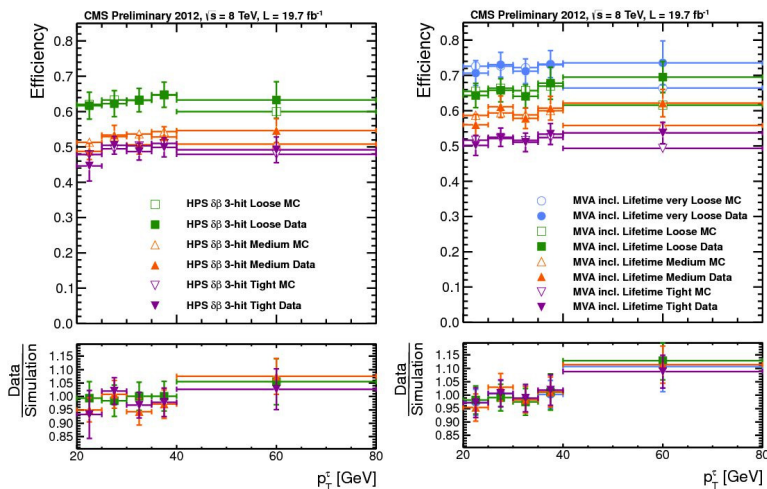 CMS Preliminary 2012, √s = 8 TeV, L = 19.7 fb⁻¹
Efficiency
0.8
0.7
0.6
0.5
0.4
0.3
0.2
0.1
0.0
HPS δβ 3-hit Loose MC
HPS δβ 3-hit Loose Data
HPS δβ 3-hit Medium MC
HPS δβ 3-hit Medium Data
HPS δβ 3-hit Tight MC
HPS δβ 3-hit Tight Data
Data
Simulation
1.15
1.10
1.05
1.00
0.95
0.90
0.85
20 40 60 80
p_T^τ [GeV]
CMS Preliminary 2012, √s = 8 TeV, L = 19.7 fb⁻¹
Efficiency
0.8
0.7
0.6
0.5
0.4
0.3
0.2
0.1
0.0
MVA incl. Lifetime very Loose MC
MVA incl. Lifetime very Loose Data
MVA incl. Lifetime Loose MC
MVA incl. Lifetime Loose Data
MVA incl. Lifetime Medium MC
MVA incl. Lifetime Medium Data
MVA incl. Lifetime Tight MC
MVA incl. Lifetime Tight Data
Data
Simulation
1.15
1.10
1.05
1.00
0.95
0.90
0.85
20 40 60 80
p_T^τ [GeV]